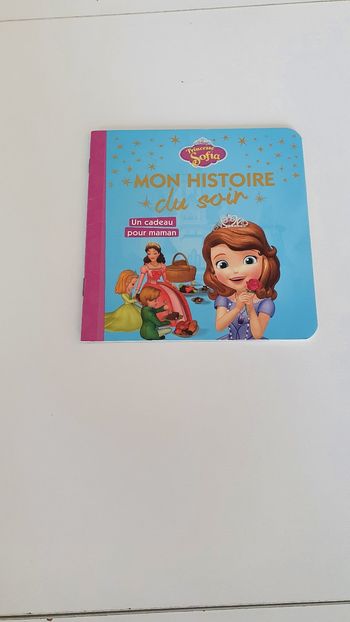 Princesse
Sofia
MON HISTOIRE
du soir
Un cadeau
pour maman